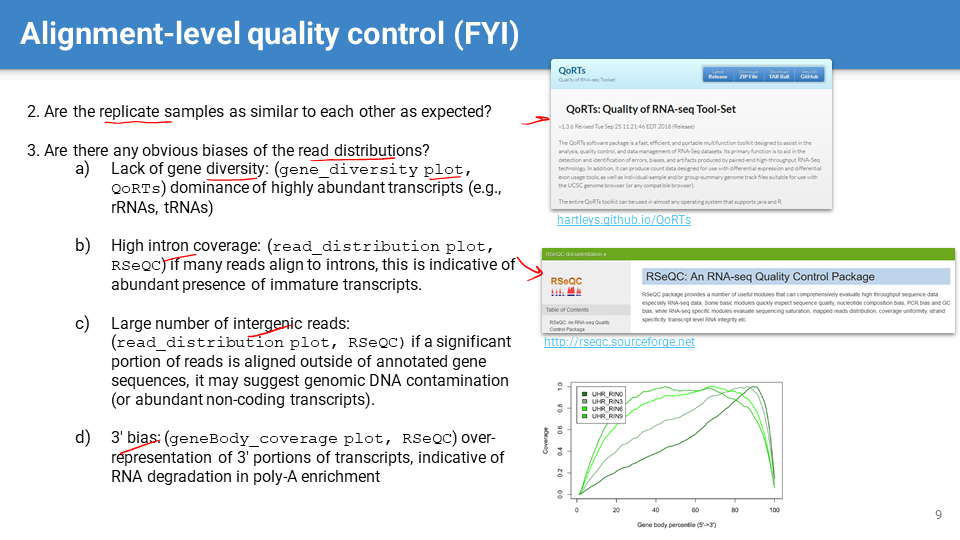 Alignment-level quality control (FYI)
2. Are the replicate samples as similar to each other as expected?
3. Are there any obvious biases of the read distributions?
a) Lack of gene diversity: (gene_diversity plot,
QoRTs) dominance of highly abundant transcripts (e.g.,
rRNAs, tRNAs)
b) High intron coverage: (read_distribution plot,
RSeQC) if many reads align to introns, this is indicative of
abundant presence of immature transcripts.
c) Large number of intergenic reads:
(read_distribution plot, RSeQC) if a significant
portion of reads is aligned outside of annotated gene
sequences, it may suggest genomic DNA contamination
(or abundant non-coding transcripts).
d) 3' bias: (geneBody_coverage plot, RSeQC) over-
representation of 3' portions of transcripts, indicative of
RNA degradation in poly-A enrichment
QoRTs
Quality of RNA-seq Toolset
Release
ZIP File
TAR Ball
GitHub
QoRTs: Quality of RNA-seq Tool-Set
v1.3.6 Revised Tue Sep 25 11:21:46 EDT 2018 (Release)
The QoRTs software package is a fast, efficient, and portable multifunction toolkit designed to assist in the
analysis, quality control, and data management of RNA-Seq datasets. Its primary function is to aid in the
detection and identification of errors, biases, and artifacts produced by paired-end high-throughput RNA-Seq
technology. In addition, it can produce count data designed for use with differential expression and differential
exon usage tools, as well as individual-sample and/or group-summary genome track files suitable for use with
the UCSC genome browser (or any compatible browser).
The entire QoRTs toolkit can be used in almost any operating system that supports java and R.
hartleys.github.io/QoRTs
RSeQC documentation »
RSeQC
Table of Contents
RSeQC: An RNA-seq Quality
Control Package
RSeQC: An RNA-seq Quality Control Package
RSeQC package provides a number of useful modules that can comprehensively evaluate high throughput sequence data
especially RNA-seq data. Some basic modules quickly inspect sequence quality, nucleotide composition bias, PCR bias and GC
bias, while RNA-seq specific modules evaluate sequencing saturation, mapped reads distribution, coverage uniformity, strand
specificity, transcript level RNA integrity etc.
http://rseqc.sourceforge.net
UHR_RIN0
UHR_RIN3
UHR_RIN6
UHR_RIN9
Coverage
1.0
0.8
0.6
0.4
0.2
0.0
0 20 40 60 80 100
Gene body percentile (5'->3')
9